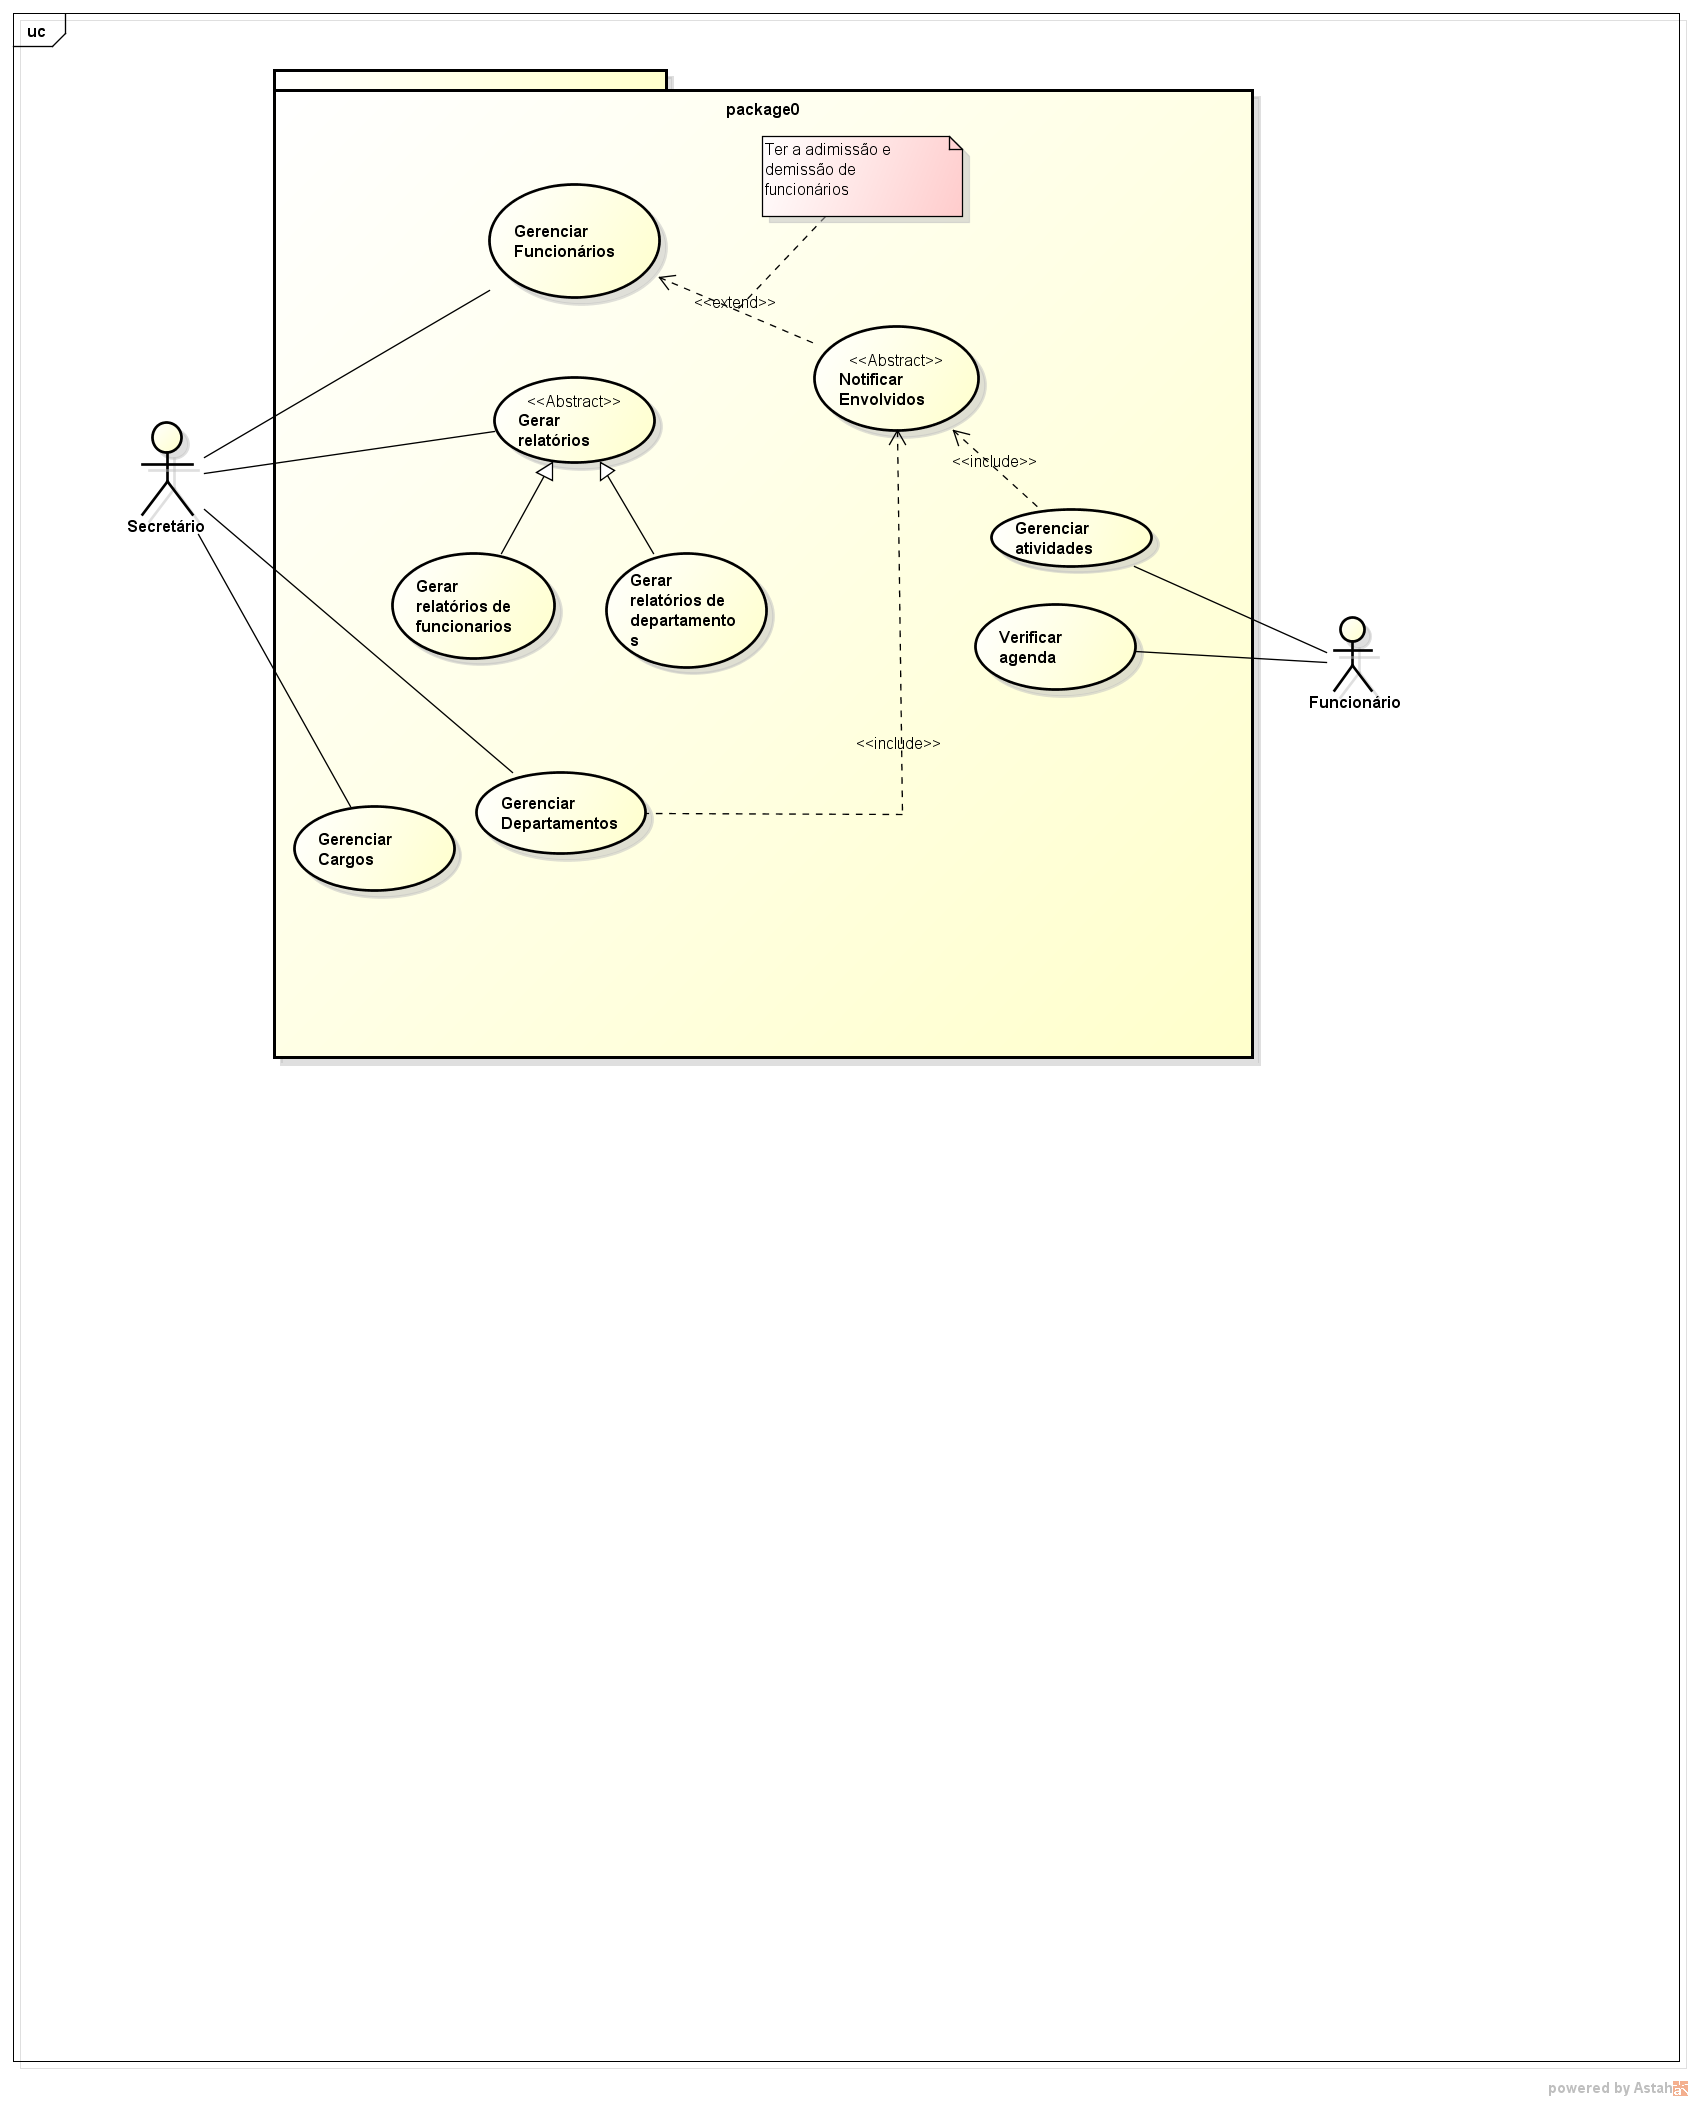 uc
package0
Ter a adimissão e
demissão de
funcionários
Gerenciar
Funcionários
<<extend>>
<<Abstract>>
Notificar
Envolvidos
<<Abstract>>
Gerar
relatórios
<<include>>
Secretário
Gerenciar
atividades
Gerar
relatórios de
funcionarios
Gerar
relatórios de
departamento
s
Verificar
agenda
Funcionário
<<include>>
Gerenciar
Departamentos
Gerenciar
Cargos
powered by Astah